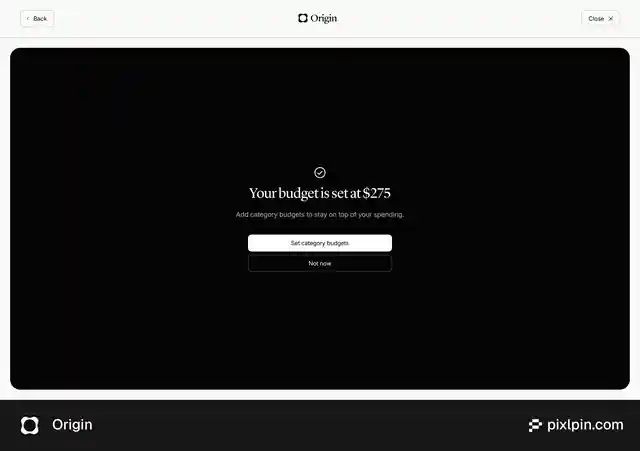 Back
Origin
Close
Your budget is set at $275
Add category budgets to stay on top of your spending.
Set category budgets
Not now
Origin
pixlpin.com